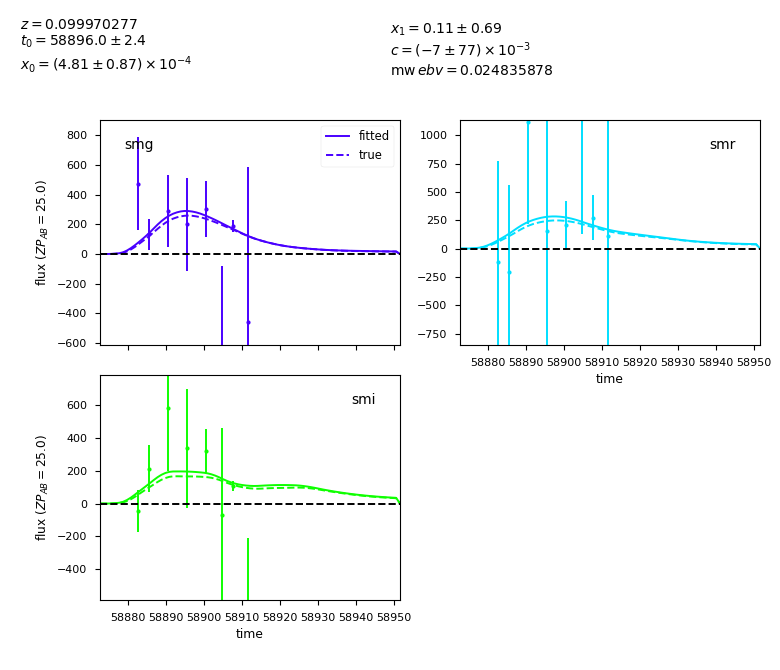 z = 0.099970277
t₀ = 58896.0 ± 2.4
x₀ = (4.81 ± 0.87) × 10⁻⁴
x₁ = 0.11 ± 0.69
c = (−7 ± 77) × 10⁻³
mw ebv = 0.024835878
smg
fitted
true
800
600
400
200
0
−200
−400
−600
flux (ZP_AB = 25.0)
smr
1000
750
500
250
0
−250
−500
−750
58880 58890 58900 58910 58920 58930 58940 58950
time
smi
600
400
200
0
−200
−400
flux (ZP_AB = 25.0)
58880 58890 58900 58910 58920 58930 58940 58950
time